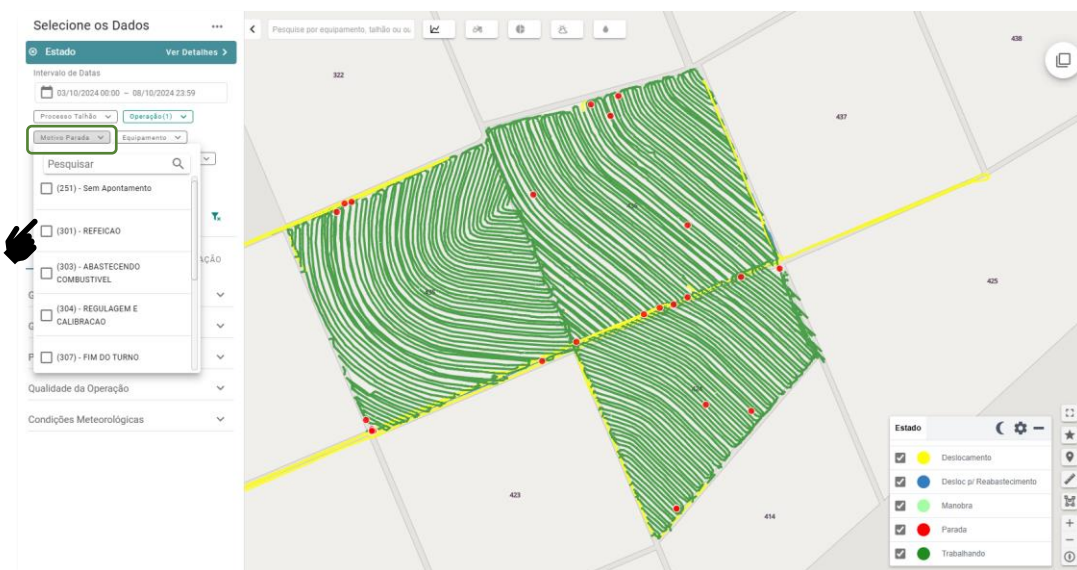 Selecione os Dados
Estado
Ver Detalhes
Intervalo de Datas
03/10/2024 00:00 – 08/10/2024 23:59
Processo Talhão
Operação(1)
Motivo Parada
Equipamento
Pesquisar
(251) - Sem Apontamento
(301) - REFEICAO
(303) - ABASTECENDO
COMBUSTIVEL
(304) - REGULAGEM E
CALIBRACAO
(307) - FIM DO TURNO
AÇÃO
G
G
P
Qualidade da Operação
Condições Meteorológicas
Pesquise por equipamento, talhão ou ou
322
438
437
425
423
414
Estado
Deslocamento
Desloc p/ Reabastecimento
Manobra
Parada
Trabalhando